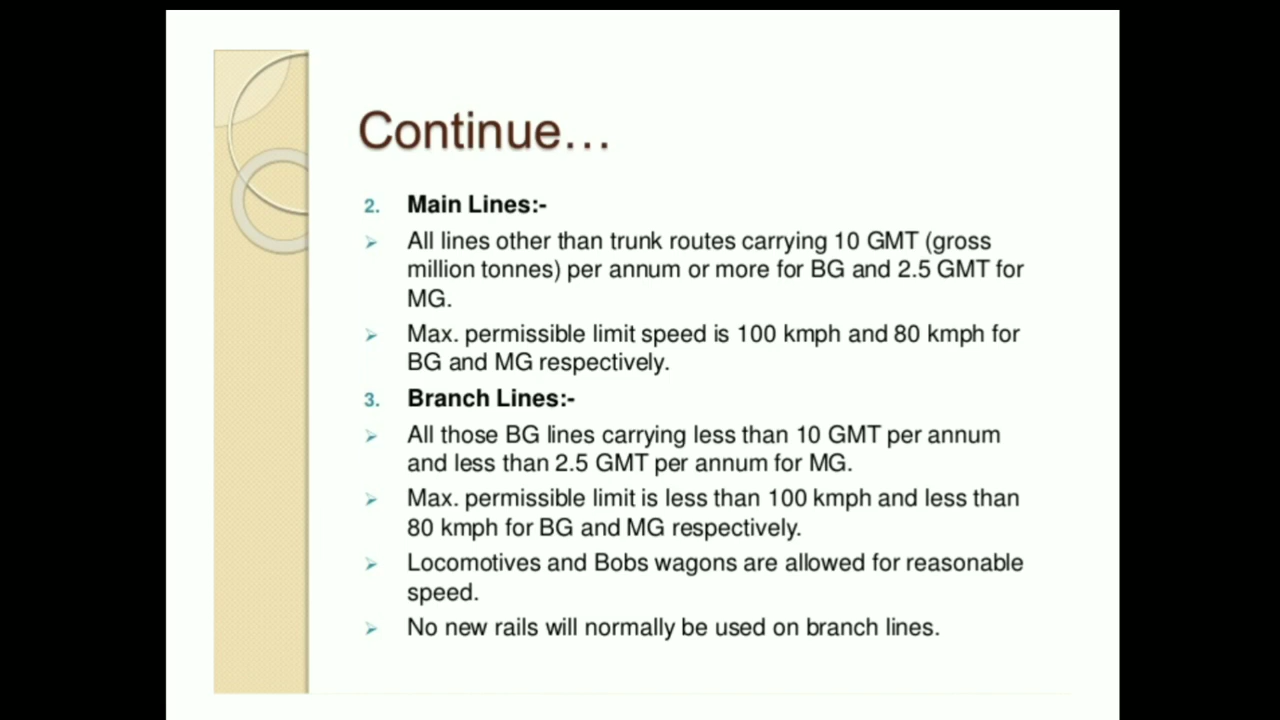 Continue...
2. Main Lines:-
➢ All lines other than trunk routes carrying 10 GMT (gross
million tonnes) per annum or more for BG and 2.5 GMT for
MG.
➢ Max. permissible limit speed is 100 kmph and 80 kmph for
BG and MG respectively.
3. Branch Lines:-
➢ All those BG lines carrying less than 10 GMT per annum
and less than 2.5 GMT per annum for MG.
➢ Max. permissible limit is less than 100 kmph and less than
80 kmph for BG and MG respectively.
➢ Locomotives and Bobs wagons are allowed for reasonable
speed.
➢ No new rails will normally be used on branch lines.